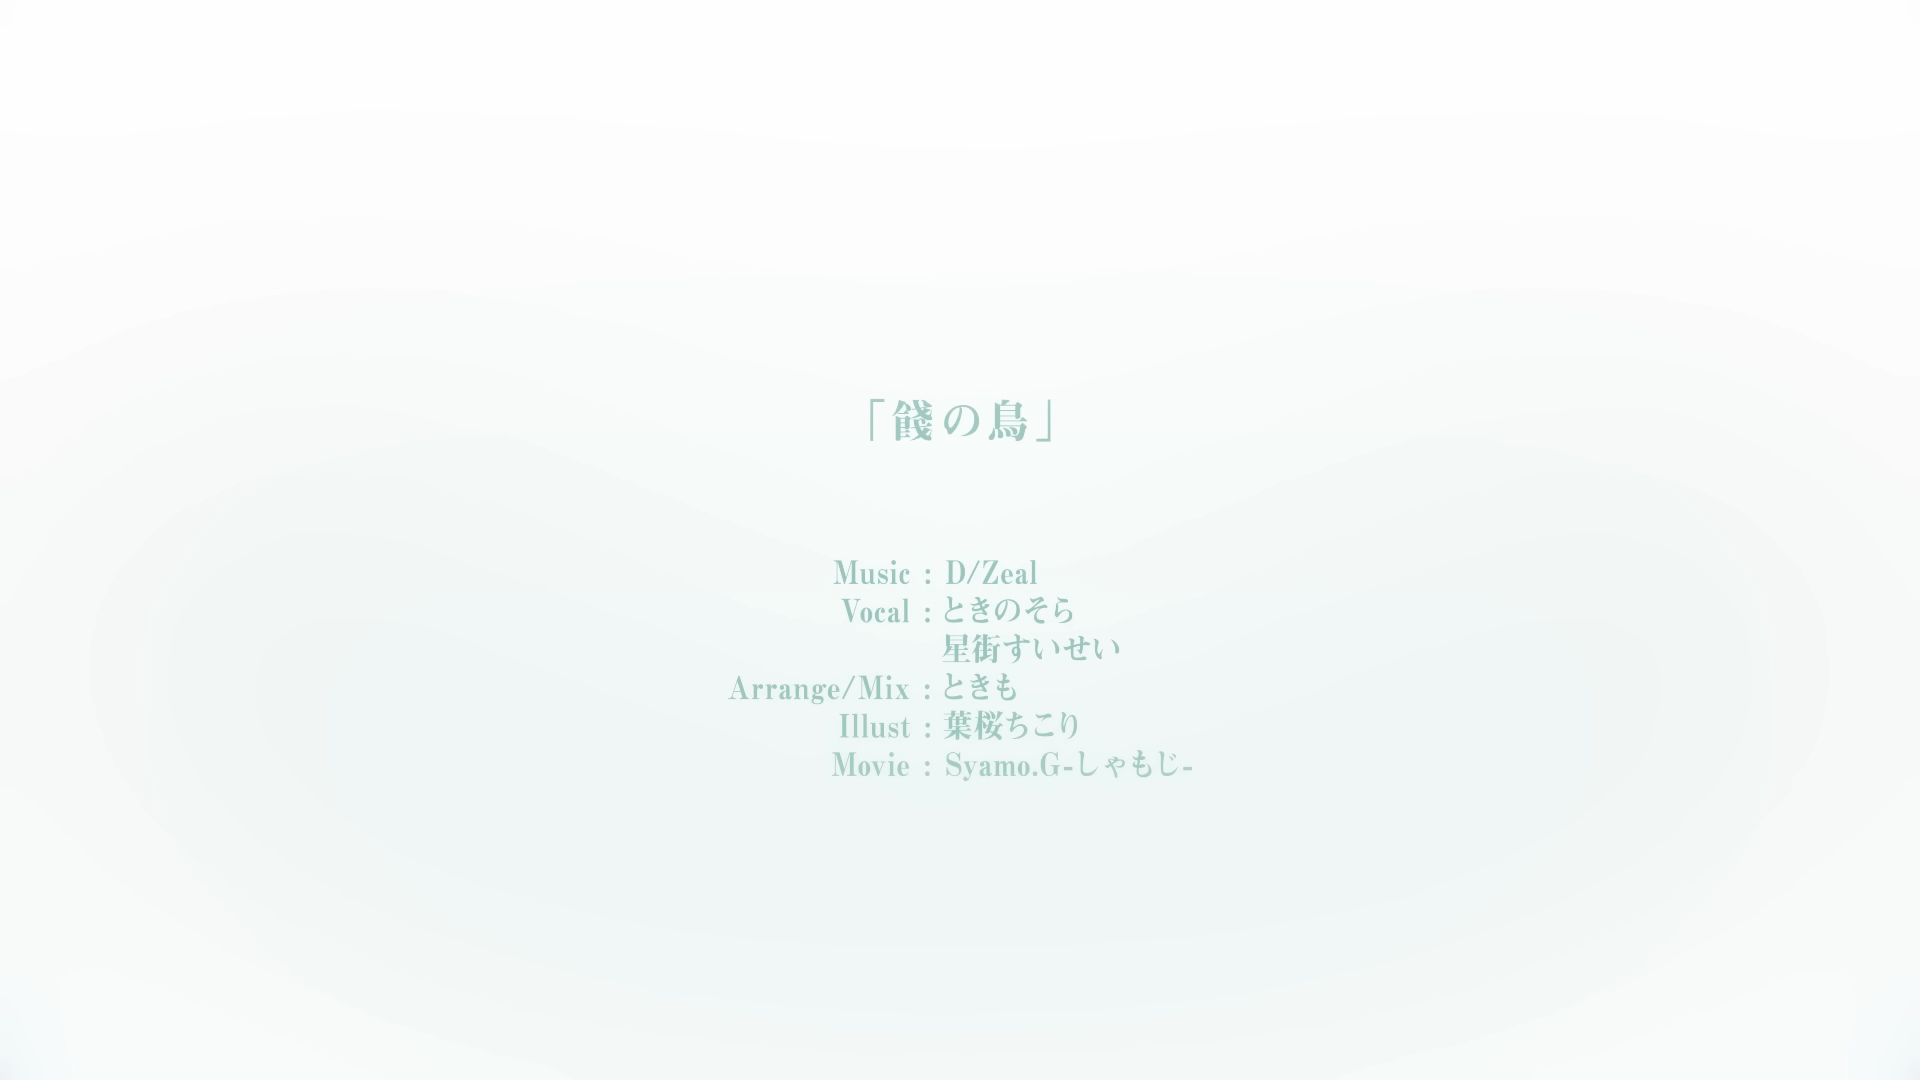 「餞の鳥」
Music : D/Zeal
Vocal : ときのそら
星街すいせい
Arrange/Mix : ときも
Illust : 葉桜ちこり
Movie : Syamo.G-しゃもじ-